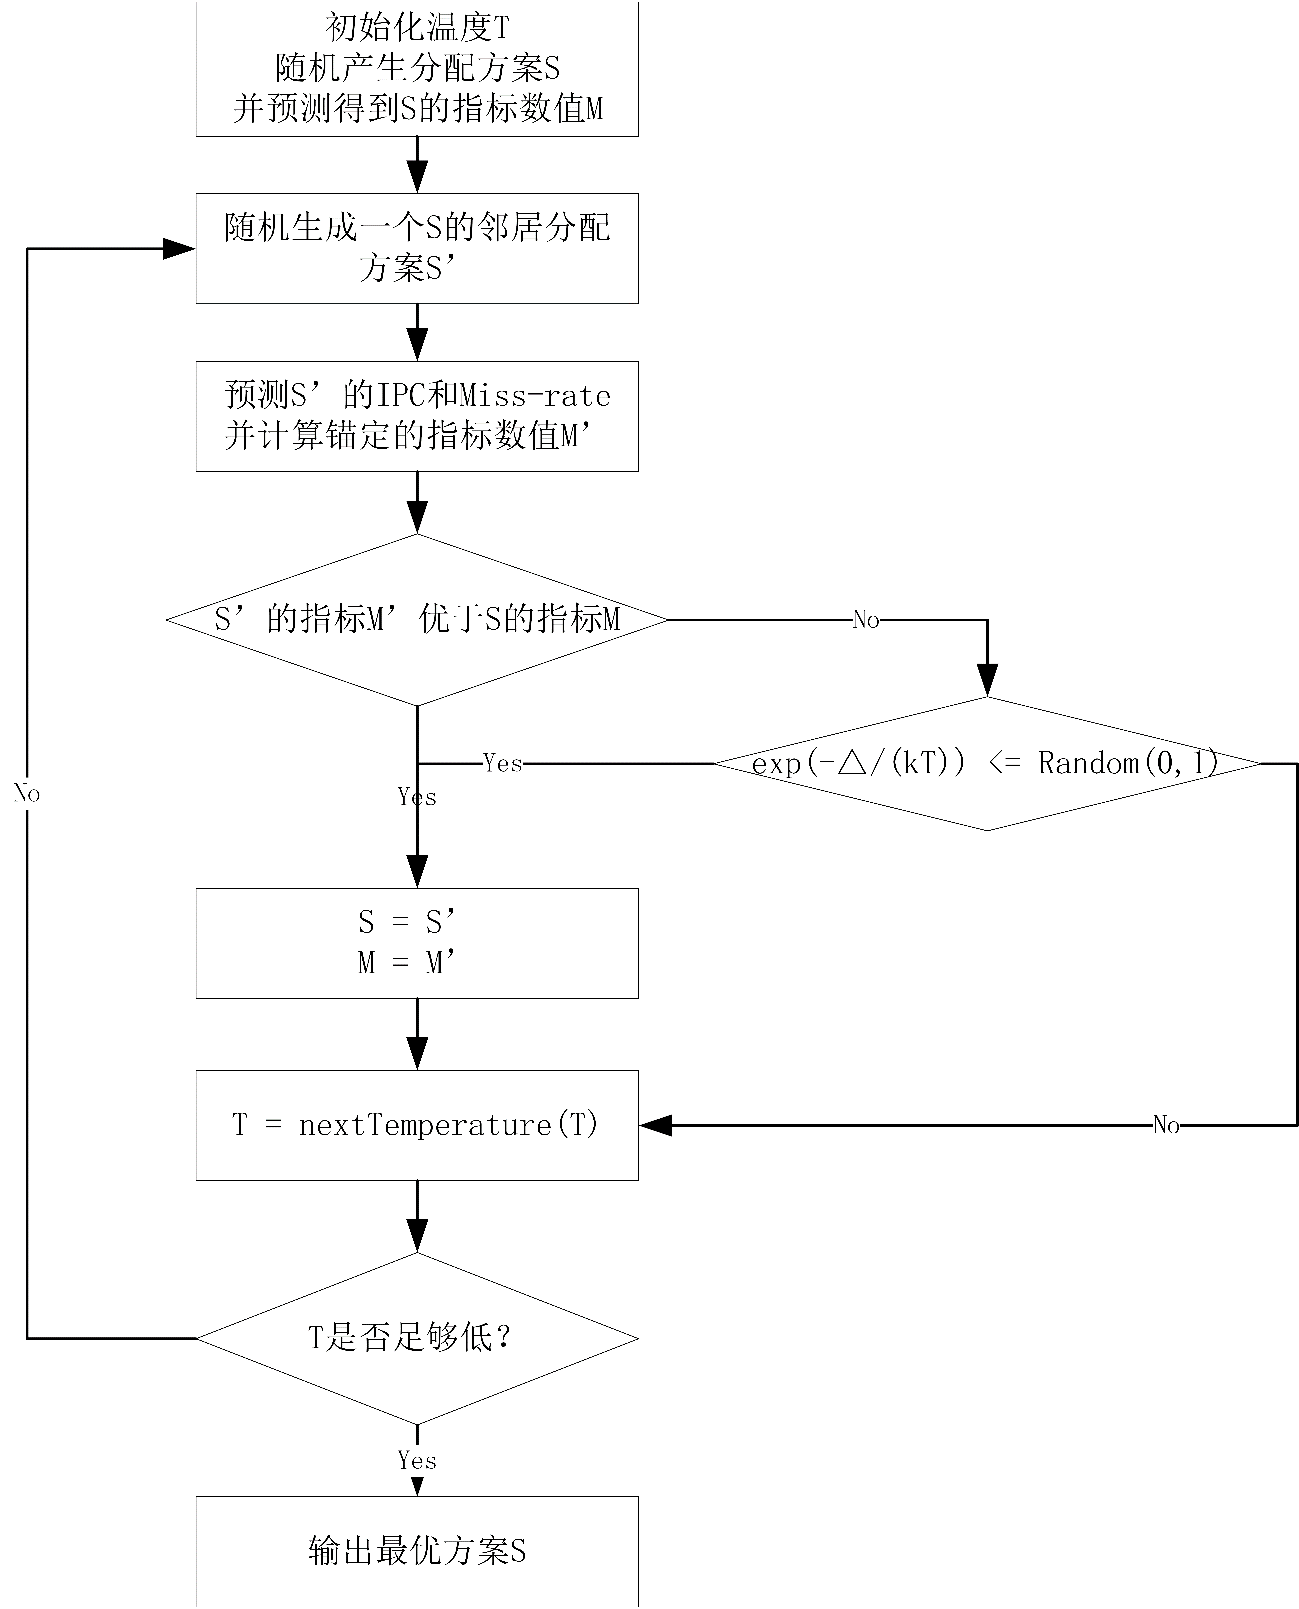 初始化温度T
随机产生分配方案S
并预测得到S的指标数值M
随机生成一个S的邻居分配
方案S’
预测S’的IPC和Miss-rate
并计算锚定的指标数值M’
S’的指标M’优于S的指标M
No
exp(-△/(kT)) <= Random(0,1)
Yes
Yes
No
S = S’
M = M’
T = nextTemperature(T)
No
T是否足够低？
Yes
输出最优方案S